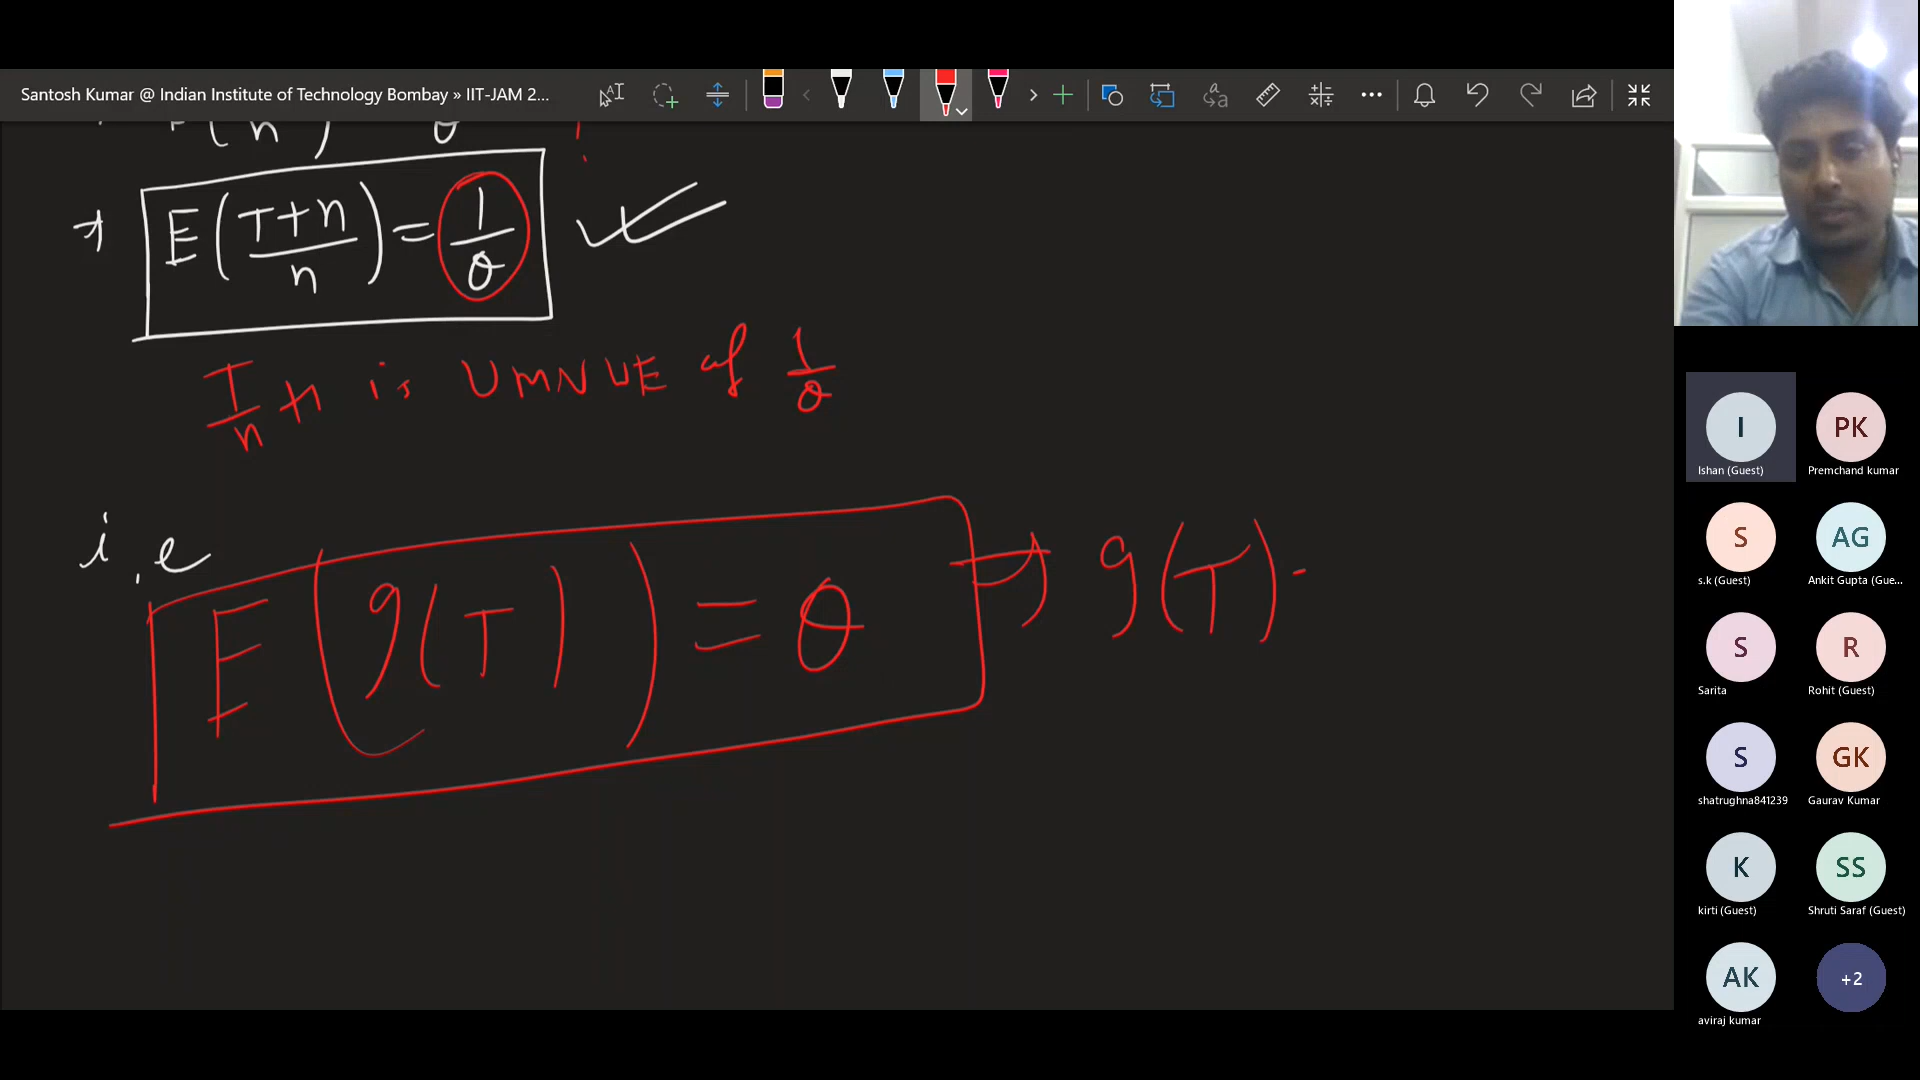 Santosh Kumar @ Indian Institute of Technology Bombay » IIT-JAM 2...
(n) θ
E(T+n/n) = 1/θ
T/n + 1 is UMNUE of 1/θ
i.e
E(g(T)) = θ → g(T)
I
Ishan (Guest)
PK
Premchand kumar
S
s.k (Guest)
AG
Ankit Gupta (Gue...
S
Sarita
R
Rohit (Guest)
S
shatrughna841239
GK
Gaurav Kumar
K
kirti (Guest)
SS
Shruti Saraf (Guest)
AK
aviraj kumar
+2